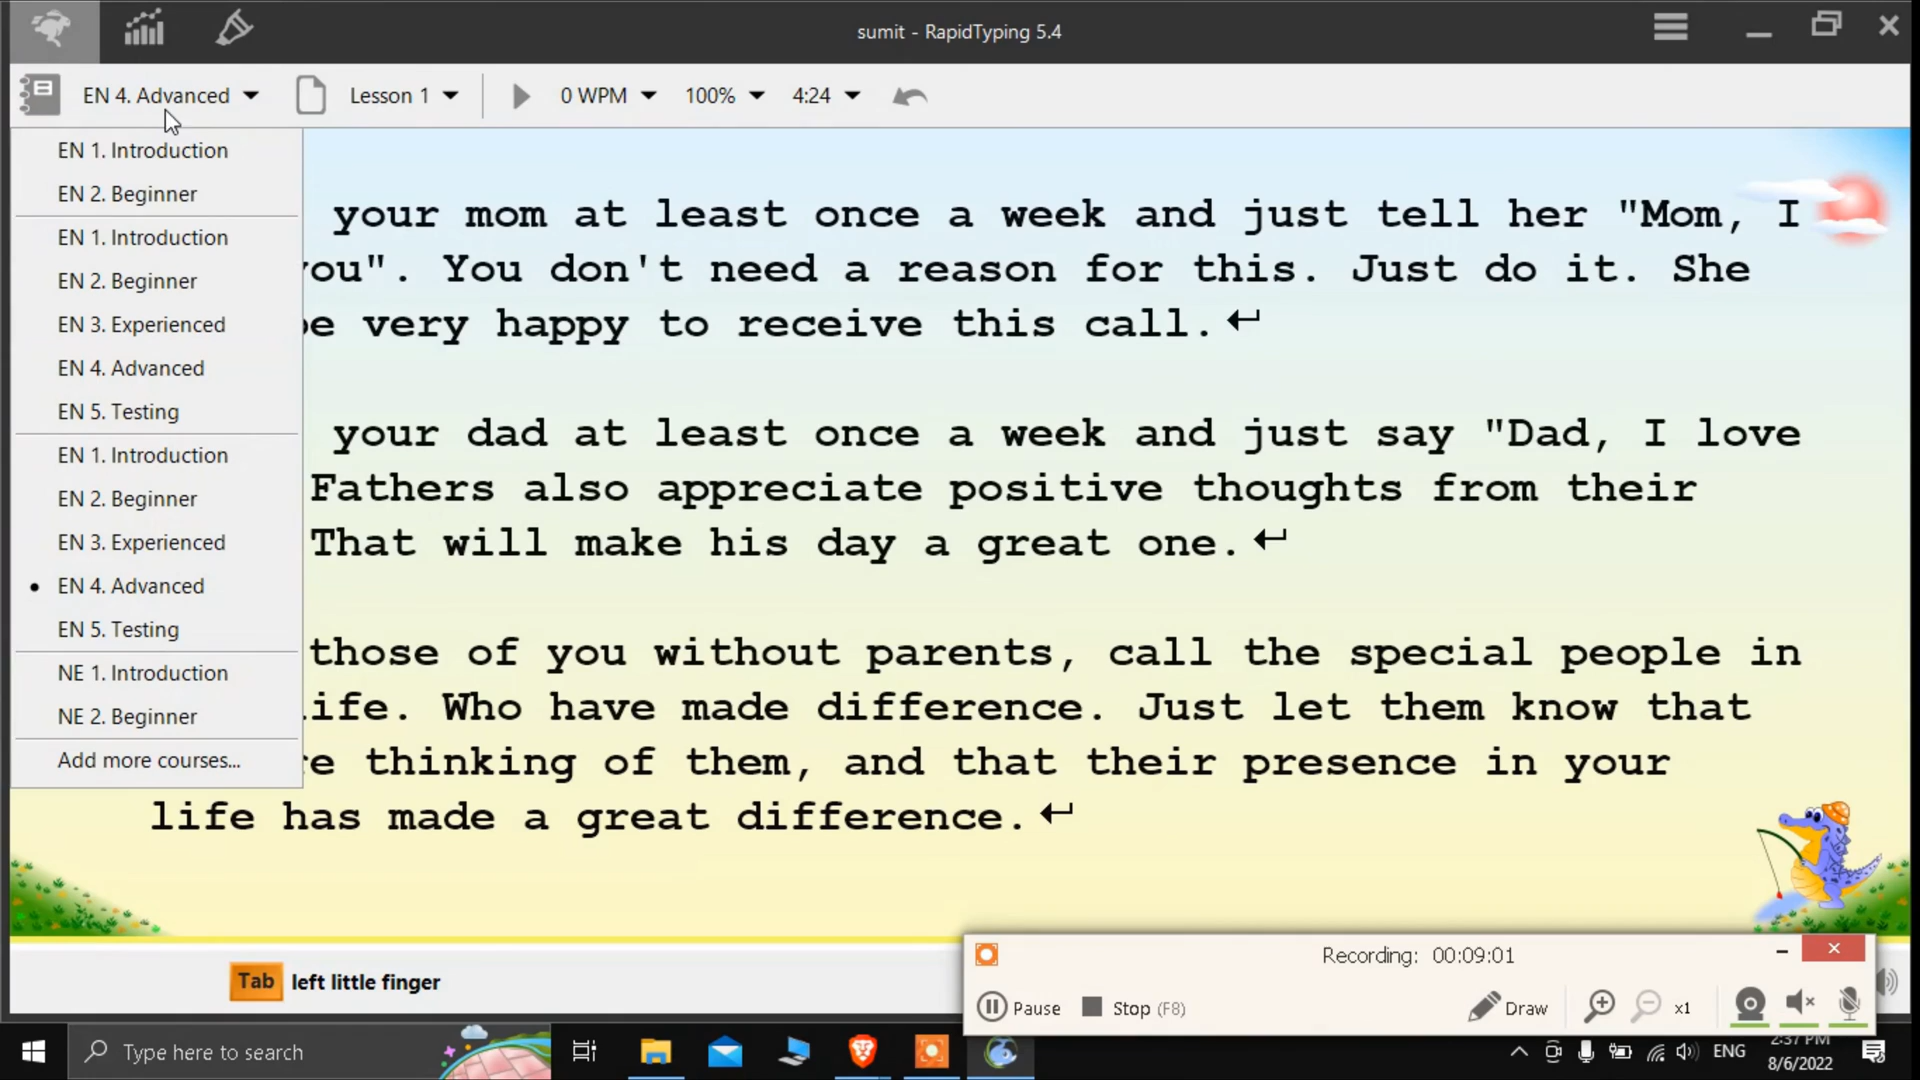 sumit - RapidTyping 5.4
EN 4. Advanced
Lesson 1
0 WPM
100%
4:24
EN 1. Introduction
EN 2. Beginner
EN 1. Introduction
EN 2. Beginner
EN 3. Experienced
EN 4. Advanced
EN 5. Testing
EN 1. Introduction
EN 2. Beginner
EN 3. Experienced
EN 4. Advanced
EN 5. Testing
NE 1. Introduction
NE 2. Beginner
Add more courses...
your mom at least once a week and just tell her "Mom, I
you". You don't need a reason for this. Just do it. She
be very happy to receive this call.
your dad at least once a week and just say "Dad, I love
Fathers also appreciate positive thoughts from their
That will make his day a great one.
those of you without parents, call the special people in
life. Who have made difference. Just let them know that
re thinking of them, and that their presence in your
life has made a great difference.
Tab left little finger
Recording: 00:09:01
Pause
Stop (F8)
Draw
x1
Type here to search
ENG
2:37 PM
8/6/2022